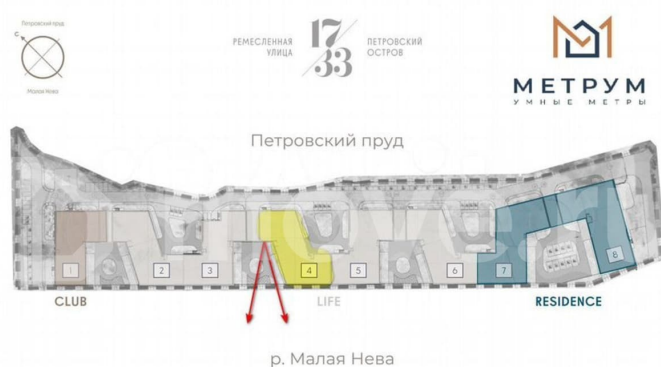 Петровский пруд
С
Малая Нева
РЕМЕСЛЕННАЯ
УЛИЦА
17
33
ПЕТРОВСКИЙ
ОСТРОВ
МЕТРУМ
УМНЫЕ МЕТРЫ
Петровский пруд
1
2
3
4
5
6
7
8
CLUB
LIFE
RESIDENCE
р. Малая Нева